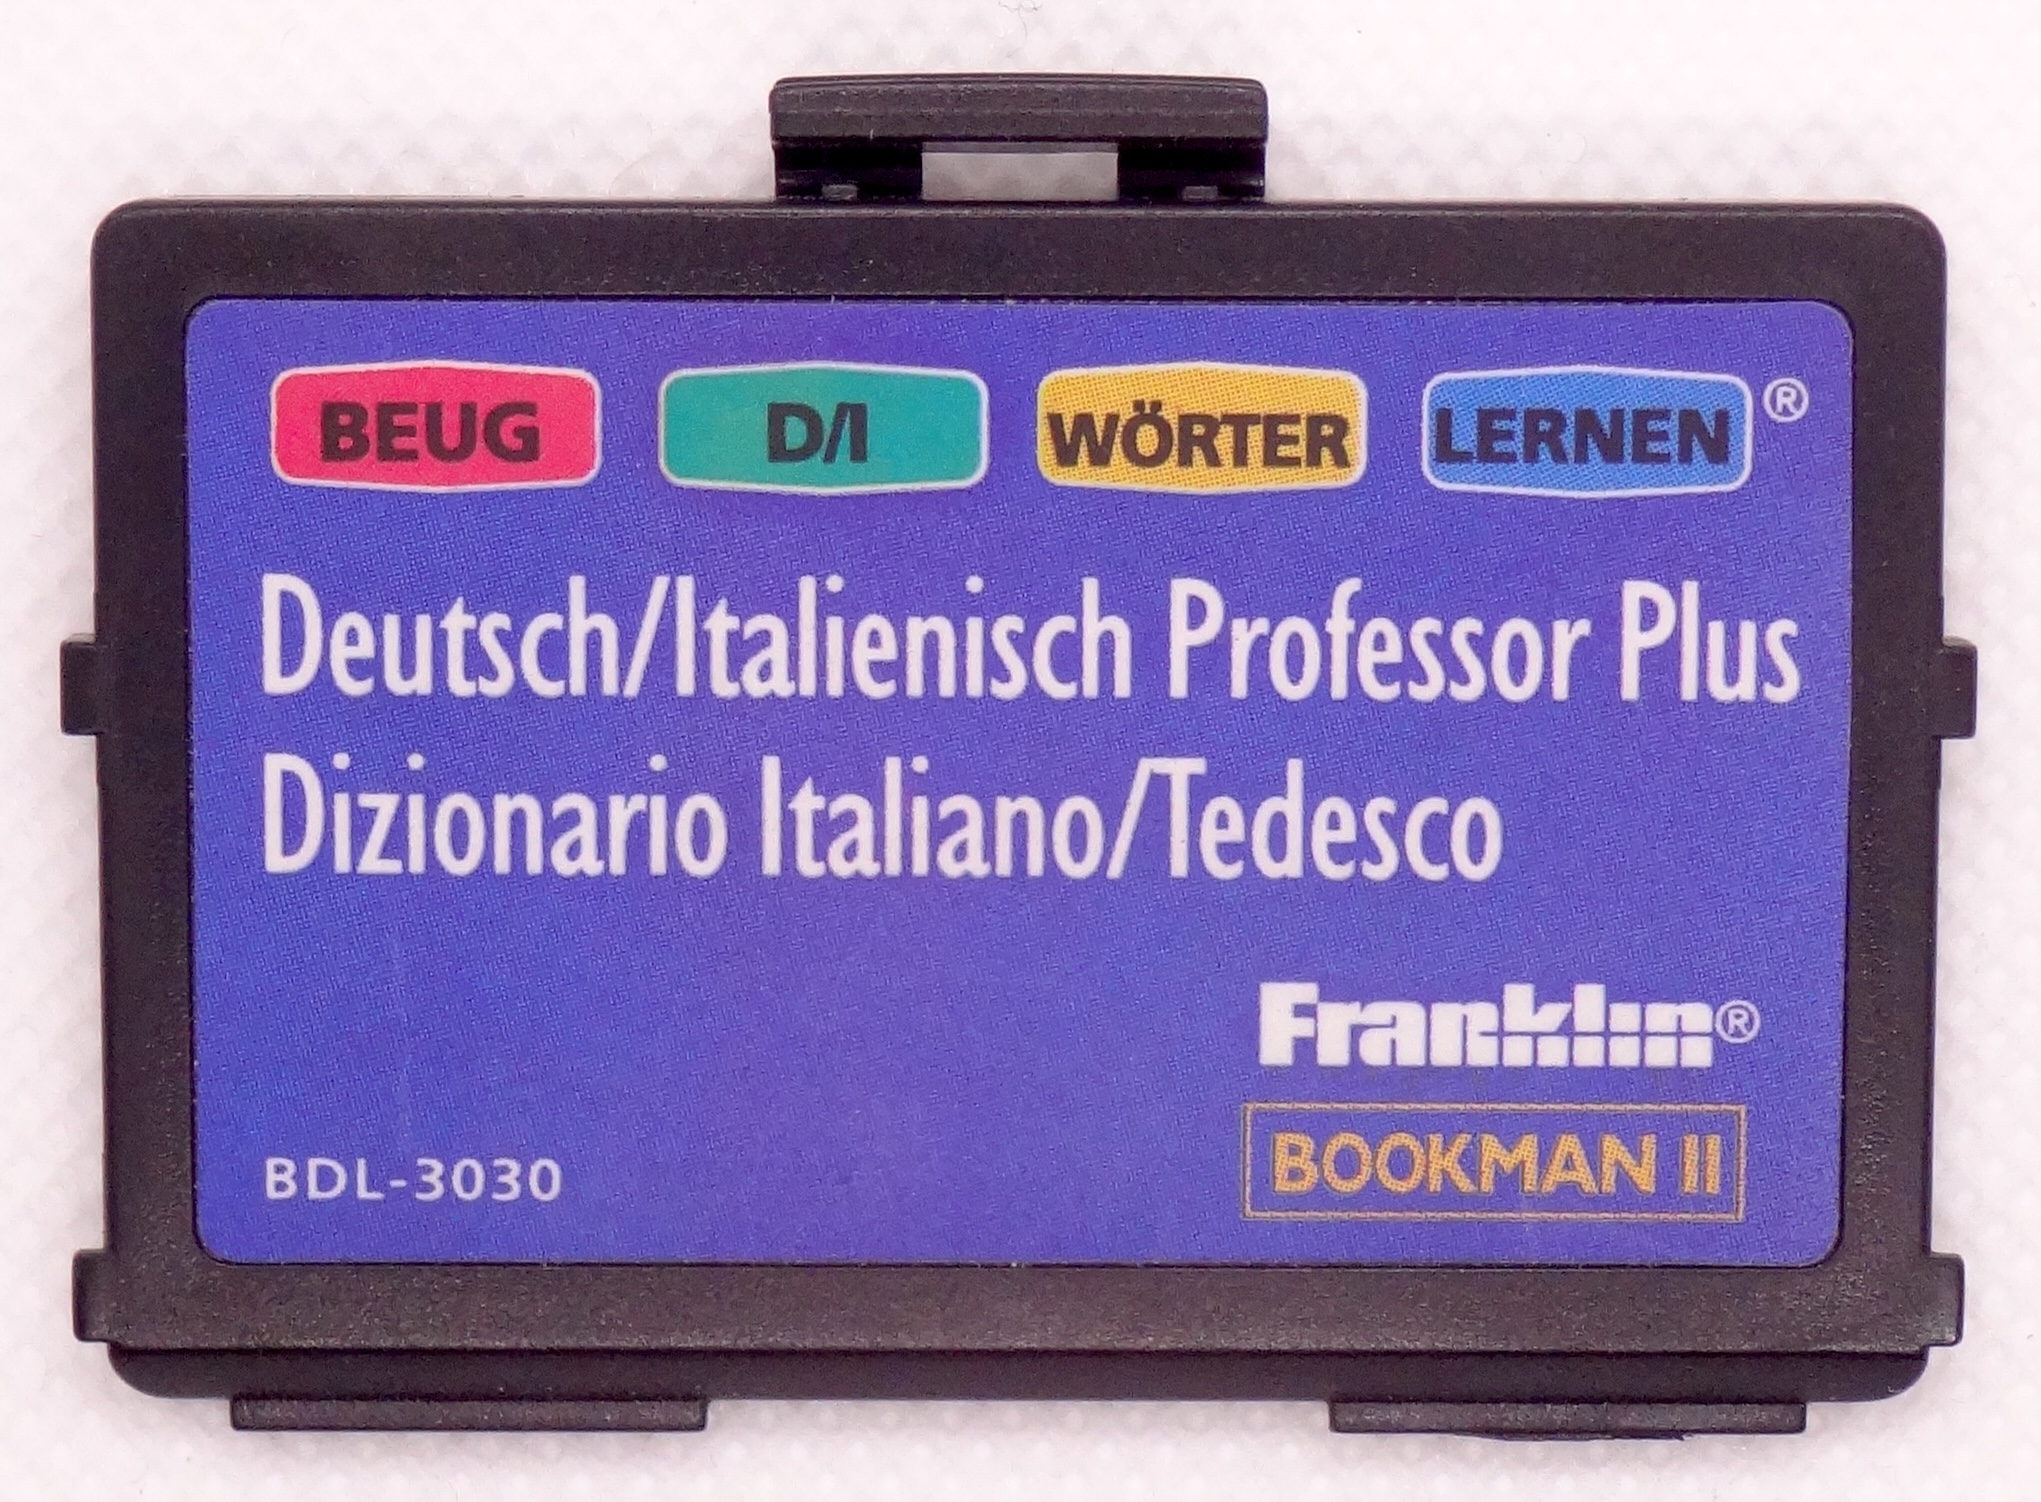 BEUG D/I WÖRTER LERNEN ®
Deutsch/Italienisch Professor Plus
Dizionario Italiano/Tedesco
Franklin®
BOOKMAN II
BDL-3030